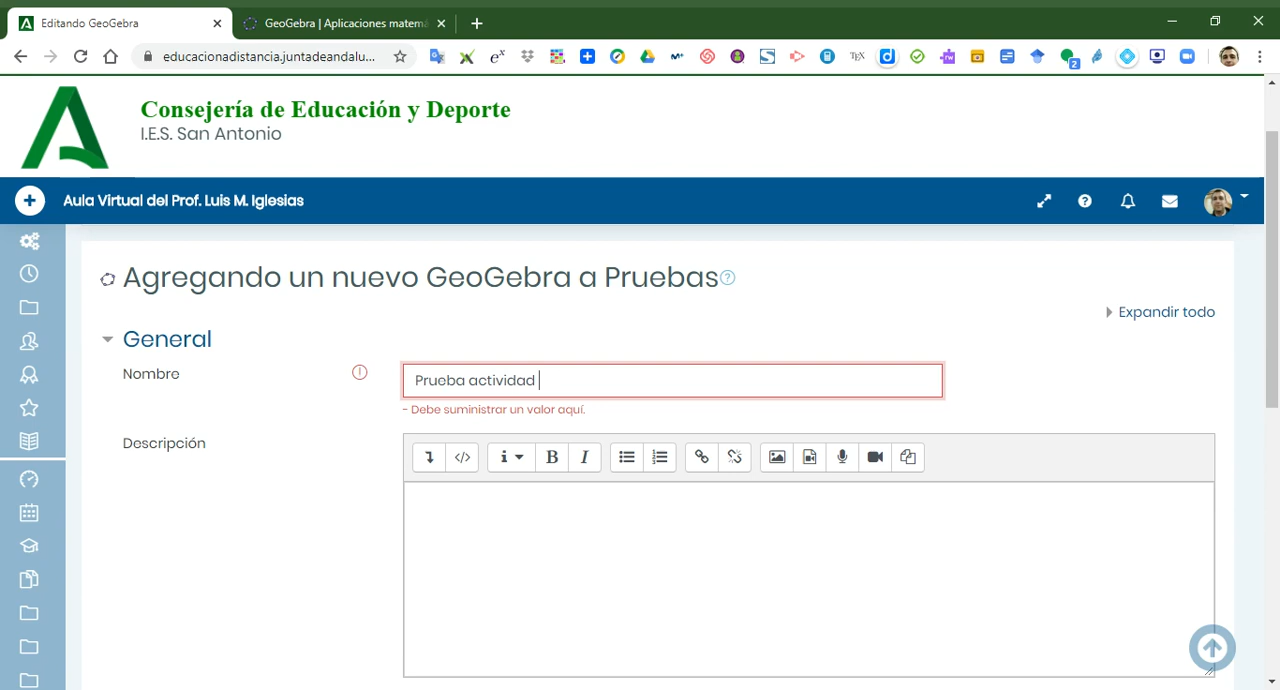 Editando GeoGebra
GeoGebra | Aplicaciones matemá
educacionadistancia.juntadeandalu...
Consejería de Educación y Deporte
I.E.S. San Antonio
Aula Virtual del Prof. Luis M. Iglesias
Agregando un nuevo GeoGebra a Pruebas
Expandir todo
General
Nombre
Prueba actividad
- Debe suministrar un valor aquí.
Descripción